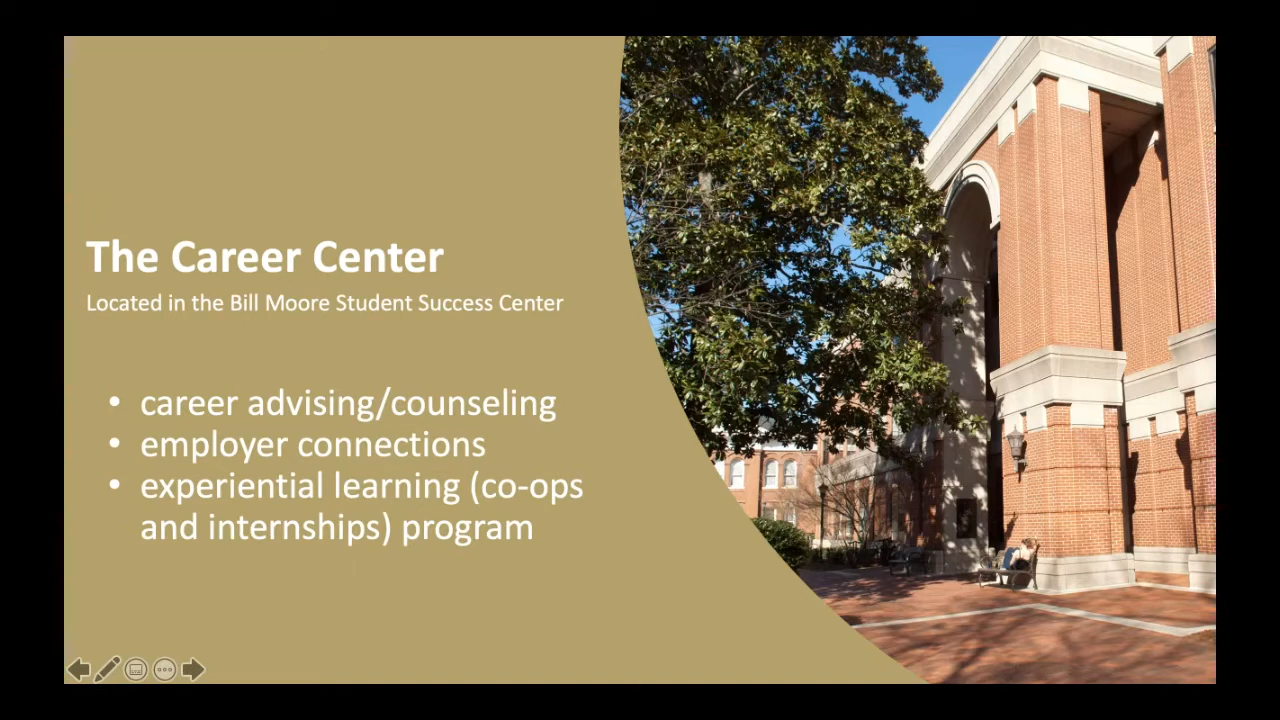 The Career Center
Located in the Bill Moore Student Success Center
• career advising/counseling
• employer connections
• experiential learning (co-ops
and internships) program